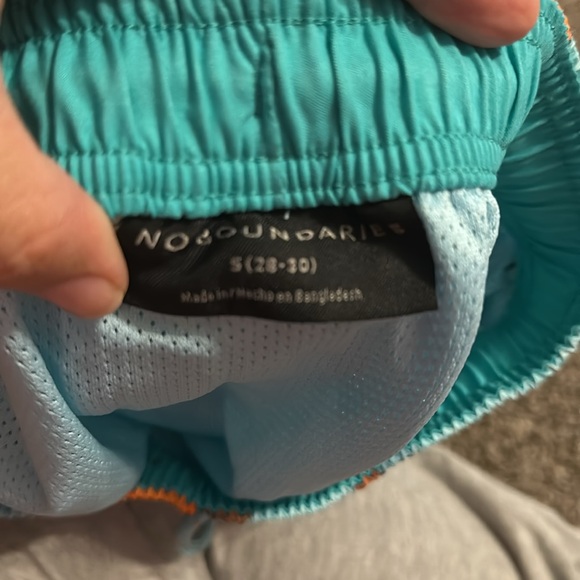 NOBOUNDARIES
S (28-30)
Made in / Hecho en Bangladesh